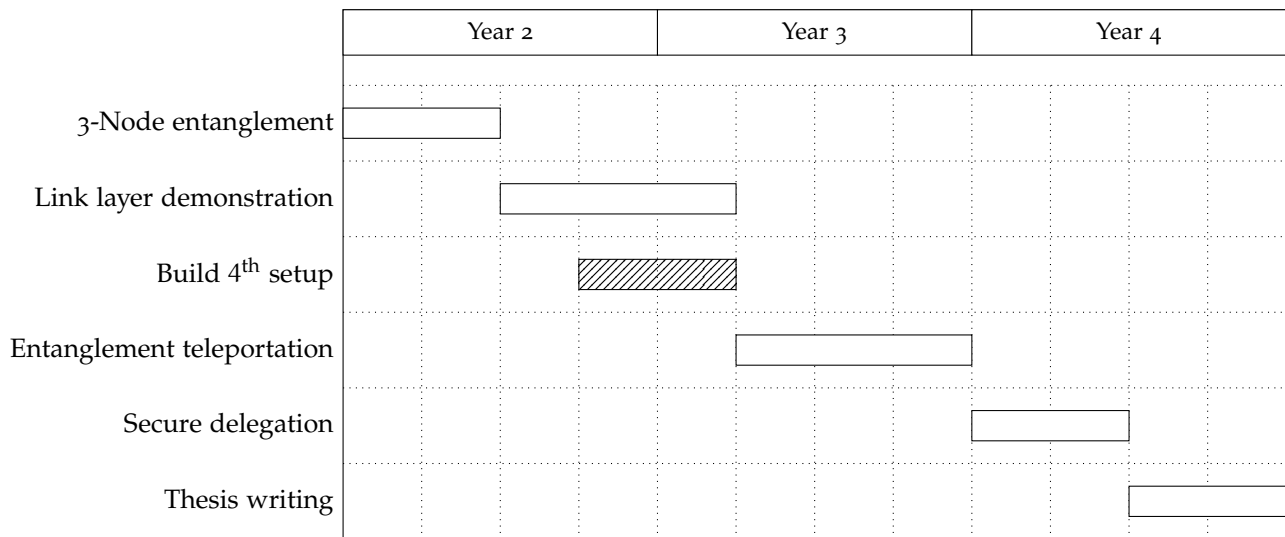 Year 2 Year 3 Year 4
3-Node entanglement
Link layer demonstration
Build 4th setup
Entanglement teleportation
Secure delegation
Thesis writing